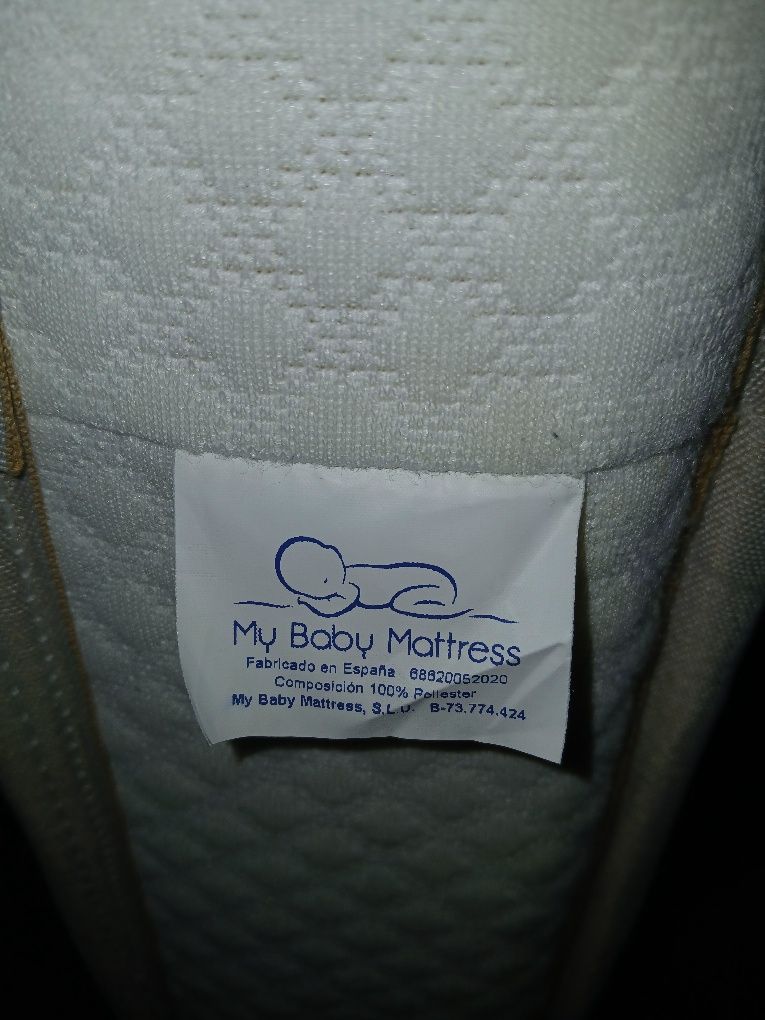 My Baby Mattress
Fabricado en España 68620052020
Composición 100% Poliester
My Baby Mattress, S.L.U. B-73.774.424